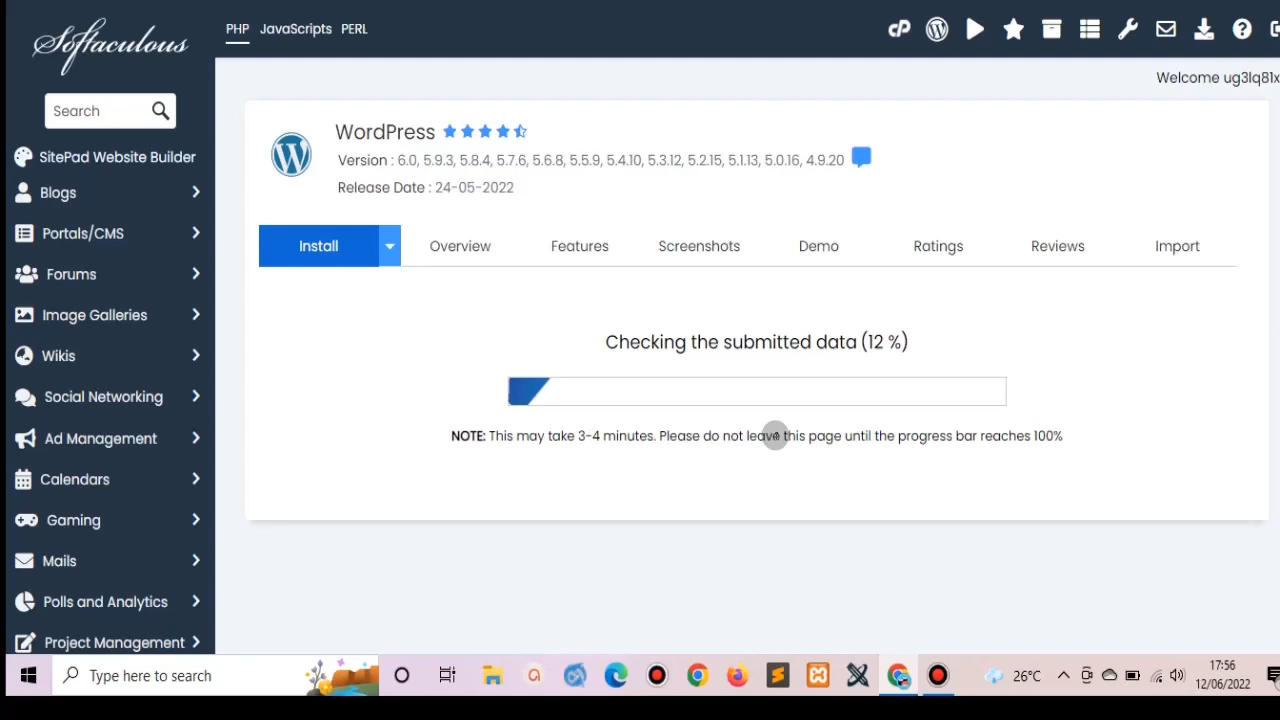 Softaculous
PHP JavaScripts PERL
Search
Welcome ug3lq81x
SitePad Website Builder
Blogs
Portals/CMS
Forums
Image Galleries
Wikis
Social Networking
Ad Management
Calendars
Gaming
Mails
Polls and Analytics
Project Management
WordPress
Version : 6.0, 5.9.3, 5.8.4, 5.7.6, 5.6.8, 5.5.9, 5.4.10, 5.3.12, 5.2.15, 5.1.13, 5.0.16, 4.9.20
Release Date : 24-05-2022
Install Overview Features Screenshots Demo Ratings Reviews Import
Checking the submitted data (12 %)
NOTE: This may take 3-4 minutes. Please do not leave this page until the progress bar reaches 100%
Type here to search
26°C
17:56
12/06/2022